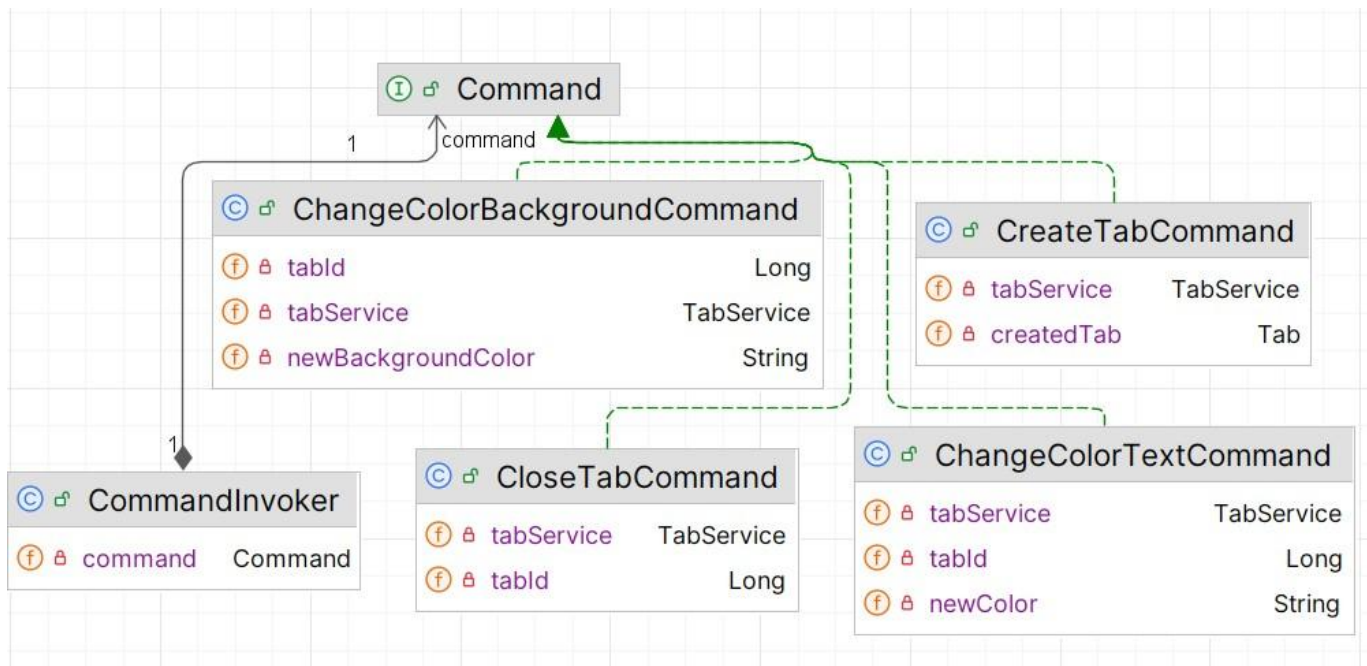 Command
1
command
ChangeColorBackgroundCommand
tabId Long
tabService TabService
newBackgroundColor String
CreateTabCommand
tabService TabService
createdTab Tab
1
CommandInvoker
command Command
CloseTabCommand
tabService TabService
tabId Long
ChangeColorTextCommand
tabService TabService
tabId Long
newColor String